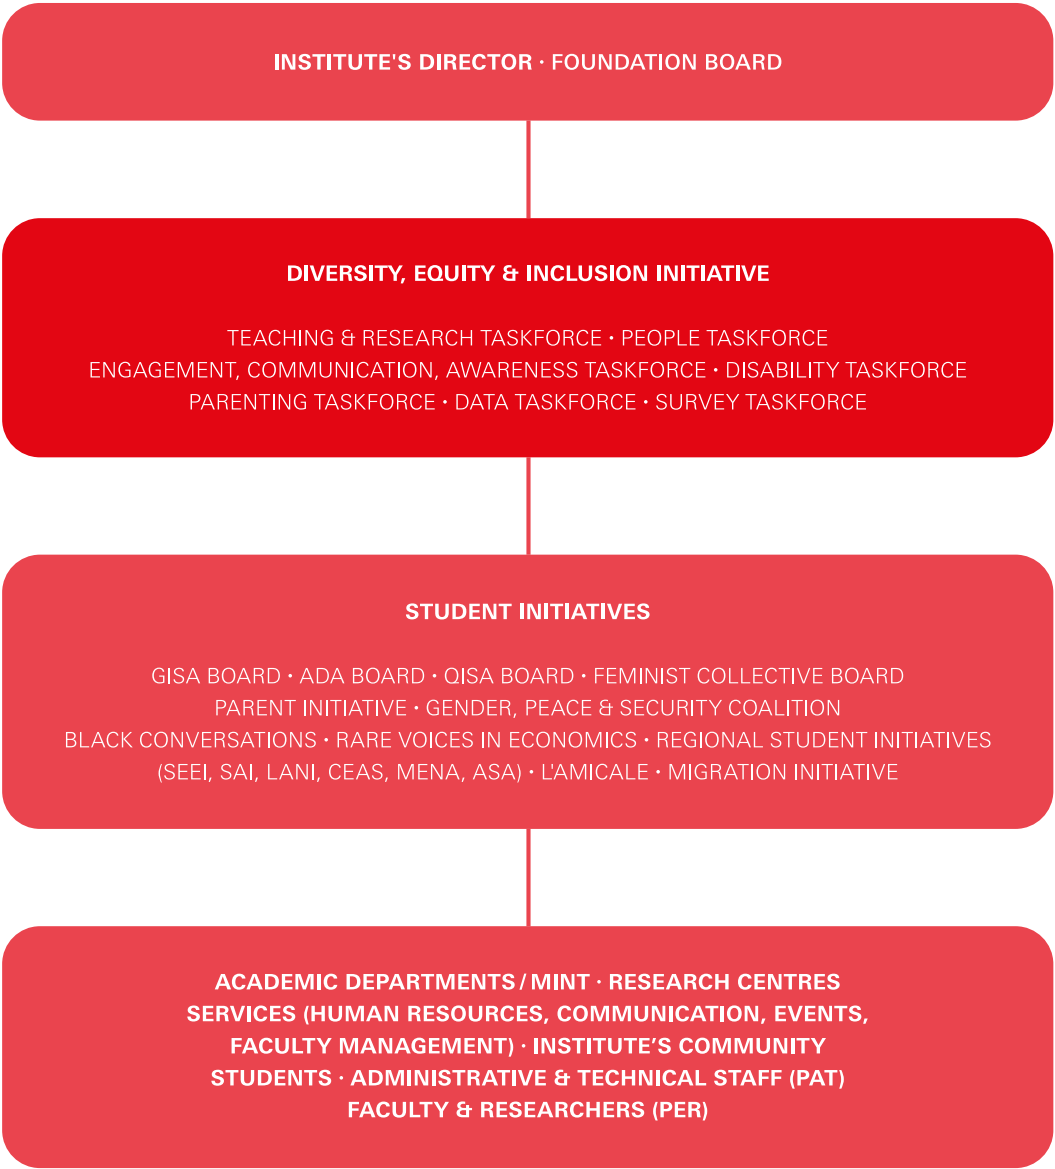 INSTITUTE'S DIRECTOR · FOUNDATION BOARD
DIVERSITY, EQUITY & INCLUSION INITIATIVE
TEACHING & RESEARCH TASKFORCE · PEOPLE TASKFORCE
ENGAGEMENT, COMMUNICATION, AWARENESS TASKFORCE · DISABILITY TASKFORCE
PARENTING TASKFORCE · DATA TASKFORCE · SURVEY TASKFORCE
STUDENT INITIATIVES
GISA BOARD · ADA BOARD · QISA BOARD · FEMINIST COLLECTIVE BOARD
PARENT INITIATIVE · GENDER, PEACE & SECURITY COALITION
BLACK CONVERSATIONS · RARE VOICES IN ECONOMICS · REGIONAL STUDENT INITIATIVES
(SEEI, SAI, LANI, CEAS, MENA, ASA) · L'AMICALE · MIGRATION INITIATIVE
ACADEMIC DEPARTMENTS / MINT · RESEARCH CENTRES
SERVICES (HUMAN RESOURCES, COMMUNICATION, EVENTS,
FACULTY MANAGEMENT) · INSTITUTE’S COMMUNITY
STUDENTS · ADMINISTRATIVE & TECHNICAL STAFF (PAT)
FACULTY & RESEARCHERS (PER)